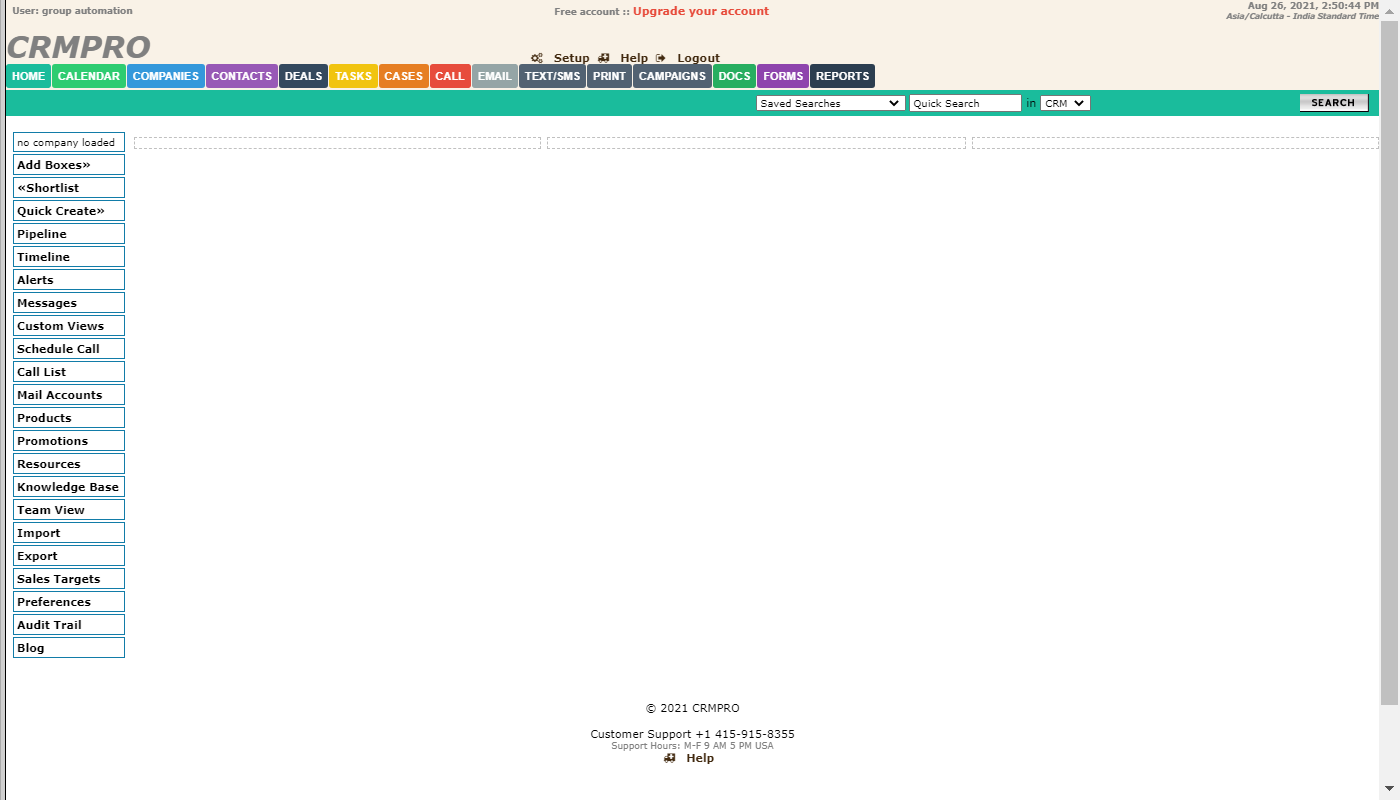 User: group automation
Free account :: Upgrade your account
Aug 26, 2021, 2:50:44 PM
Asia/Calcutta - India Standard Time
CRMPRO
Setup Help Logout
HOME CALENDAR COMPANIES CONTACTS DEALS TASKS CASES CALL EMAIL TEXT/SMS PRINT CAMPAIGNS DOCS FORMS REPORTS
Saved Searches Quick Search in CRM SEARCH
no company loaded
Add Boxes»
«Shortlist
Quick Create»
Pipeline
Timeline
Alerts
Messages
Custom Views
Schedule Call
Call List
Mail Accounts
Products
Promotions
Resources
Knowledge Base
Team View
Import
Export
Sales Targets
Preferences
Audit Trail
Blog
© 2021 CRMPRO
Customer Support +1 415-915-8355
Support Hours: M-F 9 AM 5 PM USA
Help